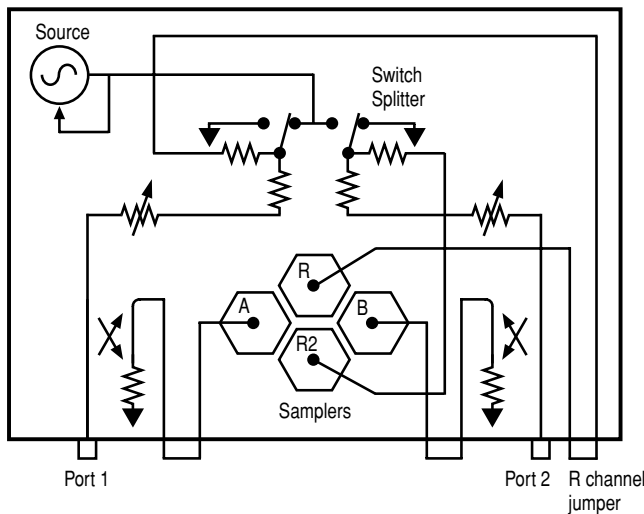 Source
Switch
Splitter
R
A
B
R2
Samplers
Port 1
Port 2
R channel
jumper